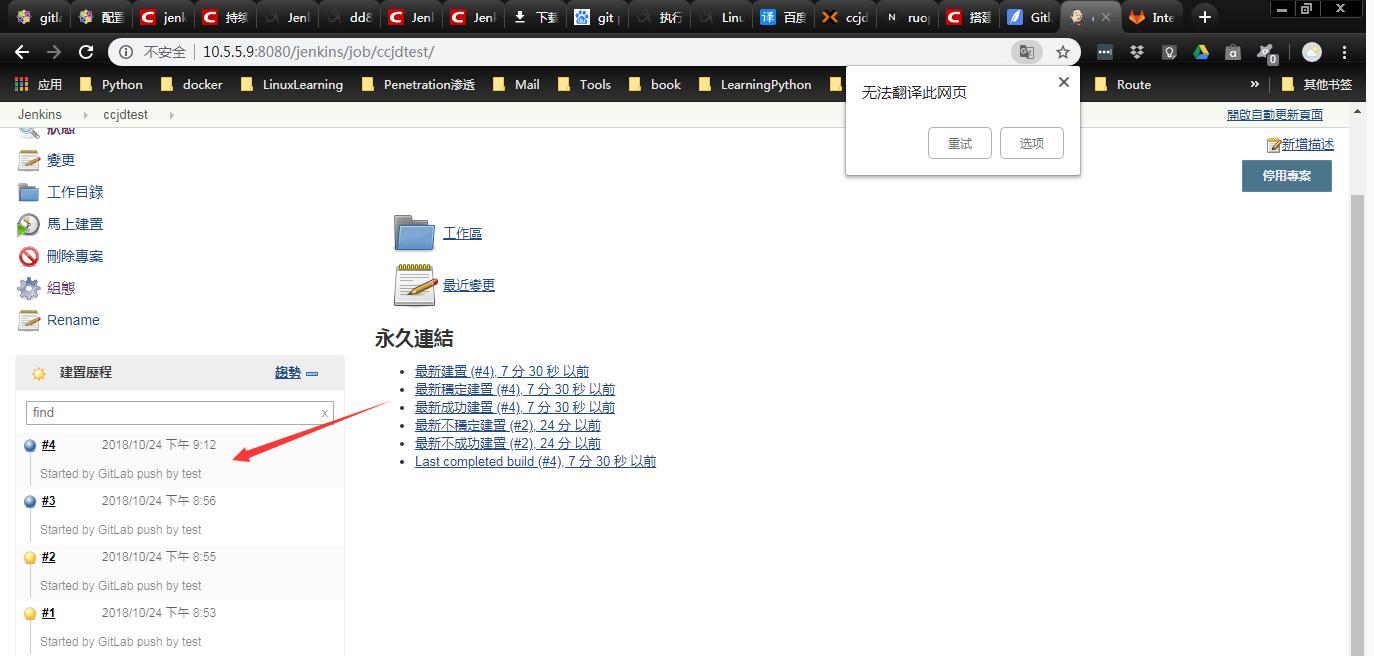 gitla 配置 jenk 持续 Jenl dd8 Jenl Jenl 下载 git 执行 Linu 百度 ccjd ruo 搭建 Gitl Inte
不安全 10.5.5.9:8080/jenkins/job/ccjdtest/
应用 Python docker LinuxLearning Penetration渗透 Mail Tools book LearningPython Route » 其他书签
无法翻译此网页
重试 选项
Jenkins ccjdtest 開啟自動更新頁面
狀態
變更
新增描述
停用專案
工作目錄
馬上建置
刪除專案
組態
Rename
工作區
最近變更
永久連結
最新建置 (#4), 7 分 30 秒 以前
最新穩定建置 (#4), 7 分 30 秒 以前
最新成功建置 (#4), 7 分 30 秒 以前
最新不穩定建置 (#2), 24 分 以前
最新不成功建置 (#2), 24 分 以前
Last completed build (#4), 7 分 30 秒 以前
建置歷程 趨勢
find x
#4 2018/10/24 下午 9:12
Started by GitLab push by test
#3 2018/10/24 下午 8:56
Started by GitLab push by test
#2 2018/10/24 下午 8:55
Started by GitLab push by test
#1 2018/10/24 下午 8:53
Started by GitLab push by test